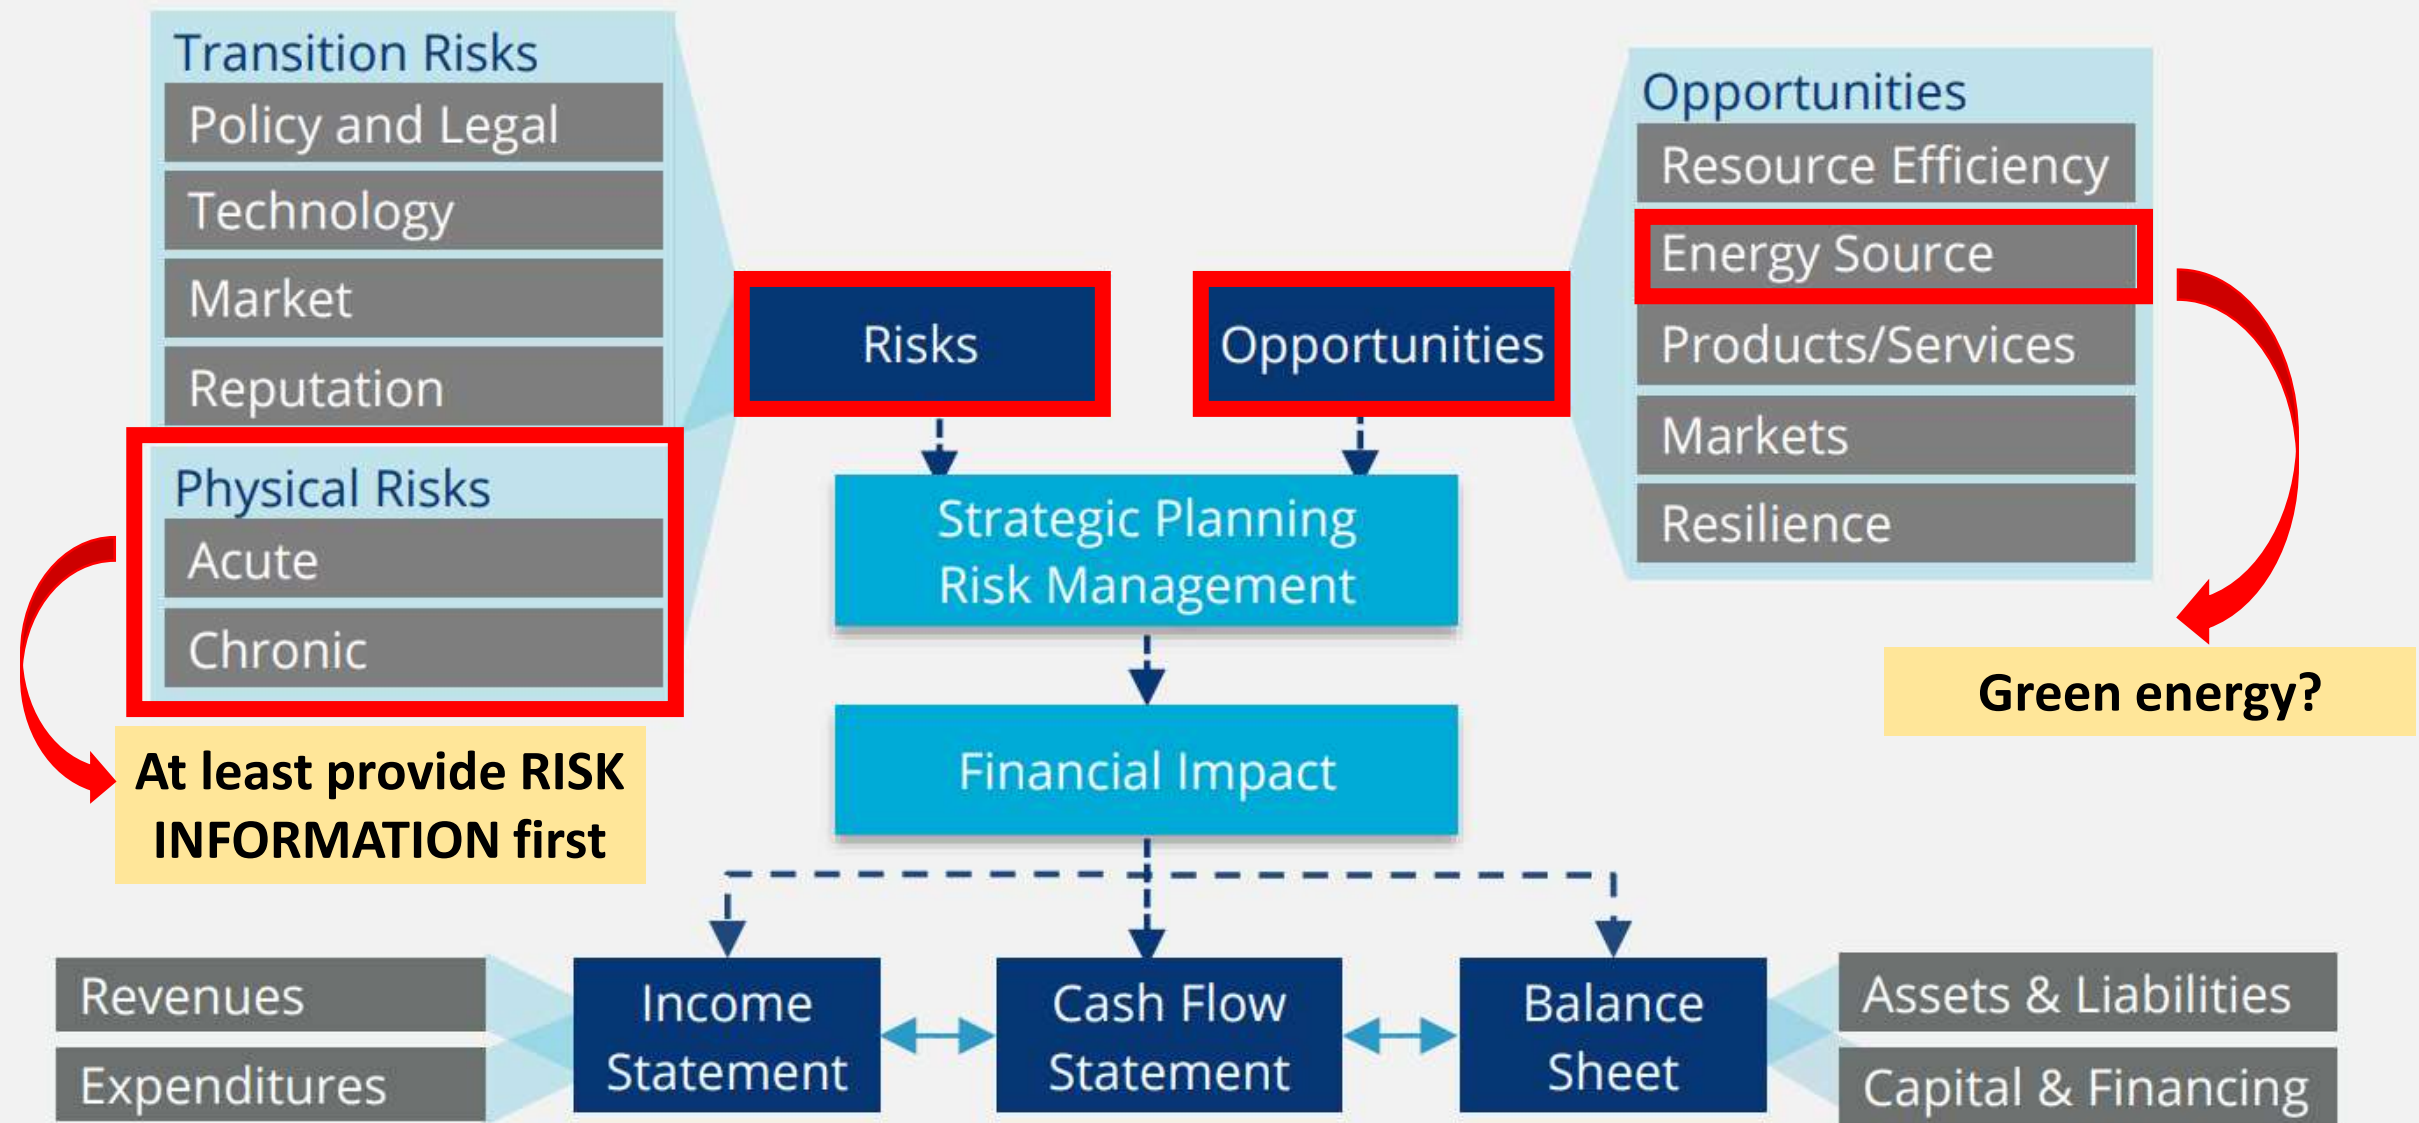 Transition Risks
Policy and Legal
Technology
Market
Reputation
Physical Risks
Acute
Chronic
At least provide RISK
INFORMATION first
Risks
Opportunities
Opportunities
Resource Efficiency
Energy Source
Products/Services
Markets
Resilience
Green energy?
Strategic Planning
Risk Management
Financial Impact
Revenues
Expenditures
Income
Statement
Cash Flow
Statement
Balance
Sheet
Assets & Liabilities
Capital & Financing